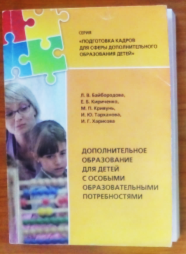 СЕРИЯ
«ПОДГОТОВКА КАДРОВ
ДЛЯ СФЕРЫ ДОПОЛНИТЕЛЬНОГО
ОБРАЗОВАНИЯ ДЕТЕЙ»
Л. В. Байбородова,
Е. Б. Кириченко,
М. П. Кривунь,
И. Ю. Тарханова,
И. Г. Харисова
ДОПОЛНИТЕЛЬНОЕ
ОБРАЗОВАНИЕ
ДЛЯ ДЕТЕЙ
С ОСОБЫМИ
ОБРАЗОВАТЕЛЬНЫМИ
ПОТРЕБНОСТЯМИ